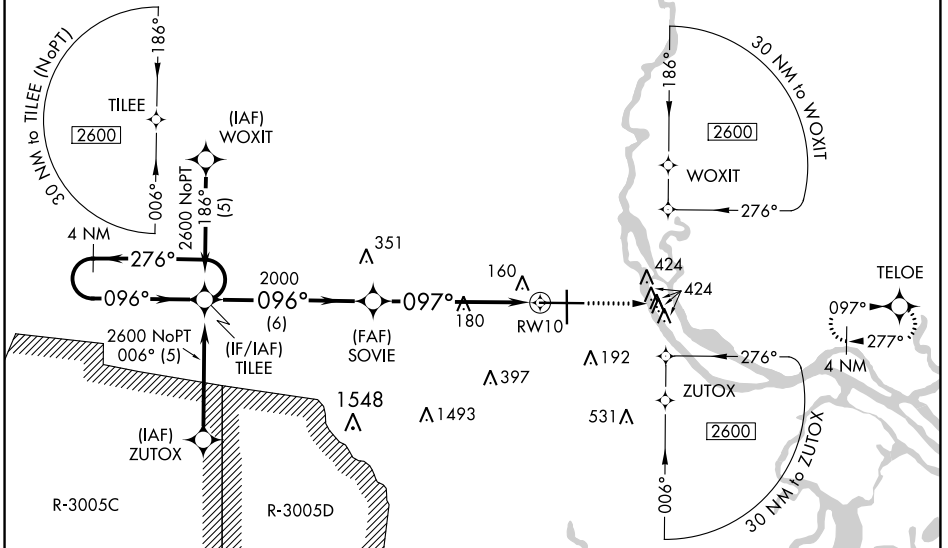 30 NM to TILEE (NoPT)
186°
TILEE
2600
006°
(IAF)
WOXIT
2600 NoPT
186°
(5)
4 NM
276°
096°
2000
096°
(6)
351
(FAF)
SOVIE
097°
180
160
RW10
2600 NoPT
006° (5)
(IF/IAF)
TILEE
(IAF)
ZUTOX
R-3005C
R-3005D
1548
1493
397
192
531
424
424
186°
30 NM to WOXIT
2600
WOXIT
276°
TELOE
097°
277°
4 NM
276°
ZUTOX
2600
006°
30 NM to ZUTOX